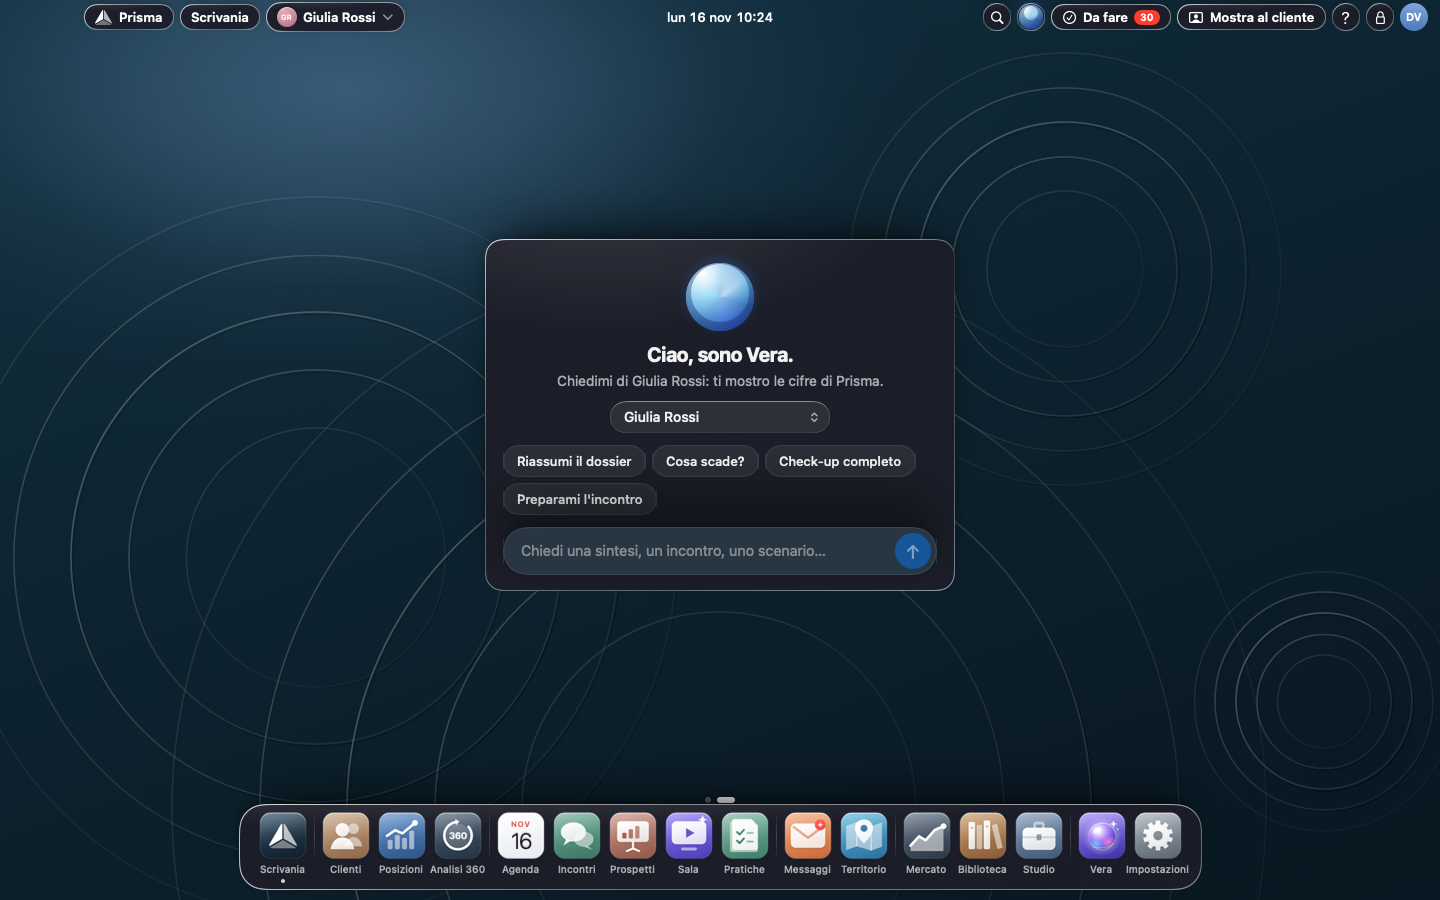 Prisma
Scrivania
GR Giulia Rossi
lun 16 nov 10:24
Da fare 30
Mostra al cliente
?
DV
Ciao, sono Vera.
Chiedimi di Giulia Rossi: ti mostro le cifre di Prisma.
Giulia Rossi
Riassumi il dossier
Cosa scade?
Check-up completo
Preparami l'incontro
Chiedi una sintesi, un incontro, uno scenario...
360
NOV
16
Scrivania
Clienti
Posizioni
Analisi 360
Agenda
Incontri
Prospetti
Sala
Pratiche
Messaggi
Territorio
Mercato
Biblioteca
Studio
Vera
Impostazioni